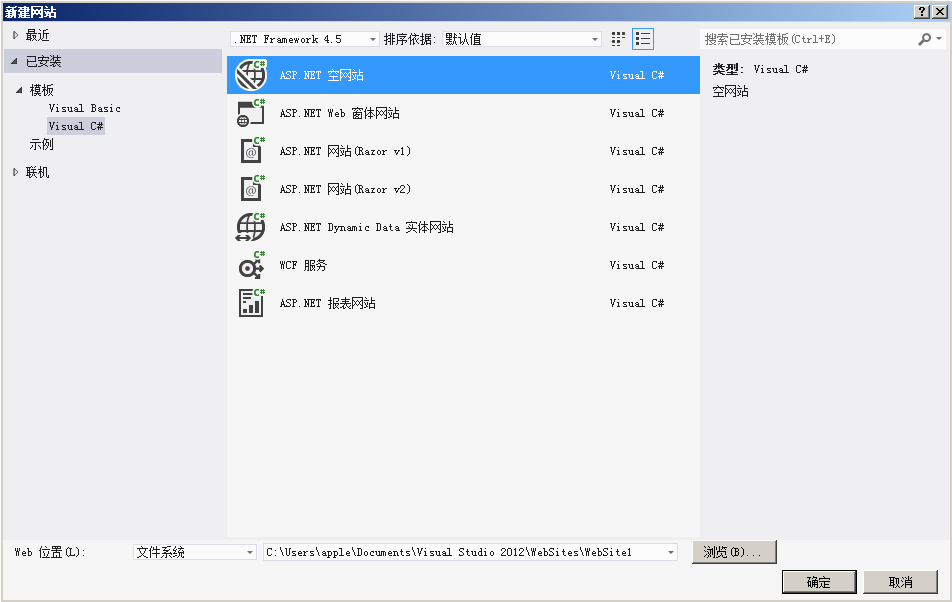 新建网站
最近
已安装
模板
Visual Basic
Visual C#
示例
联机
.NET Framework 4.5 排序依据: 默认值
ASP.NET 空网站 Visual C#
ASP.NET Web 窗体网站 Visual C#
ASP.NET 网站(Razor v1) Visual C#
ASP.NET 网站(Razor v2) Visual C#
ASP.NET Dynamic Data 实体网站 Visual C#
WCF 服务 Visual C#
ASP.NET 报表网站 Visual C#
搜索已安装模板(Ctrl+E)
类型: Visual C#
空网站
Web 位置(L): 文件系统 C:\Users\apple\Documents\Visual Studio 2012\WebSites\WebSite1 浏览(B)...
确定 取消